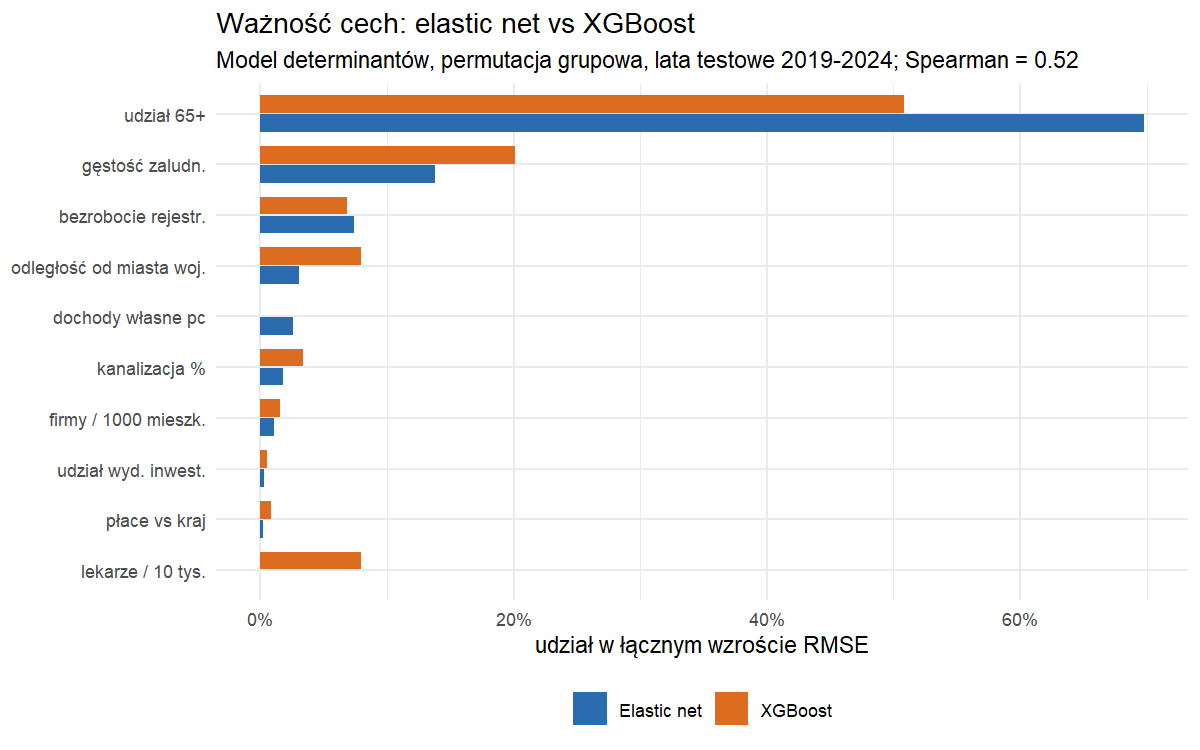 Ważność cech: elastic net vs XGBoost
Model determinantów, permutacja grupowa, lata testowe 2019-2024; Spearman = 0.52
udział 65+
gęstość zaludn.
bezrobocie rejestr.
odległość od miasta woj.
dochody własne pc
kanalizacja %
firmy / 1000 mieszk.
udział wyd. inwest.
płace vs kraj
lekarze / 10 tys.
0% 20% 40% 60%
udział w łącznym wzroście RMSE
Elastic net XGBoost